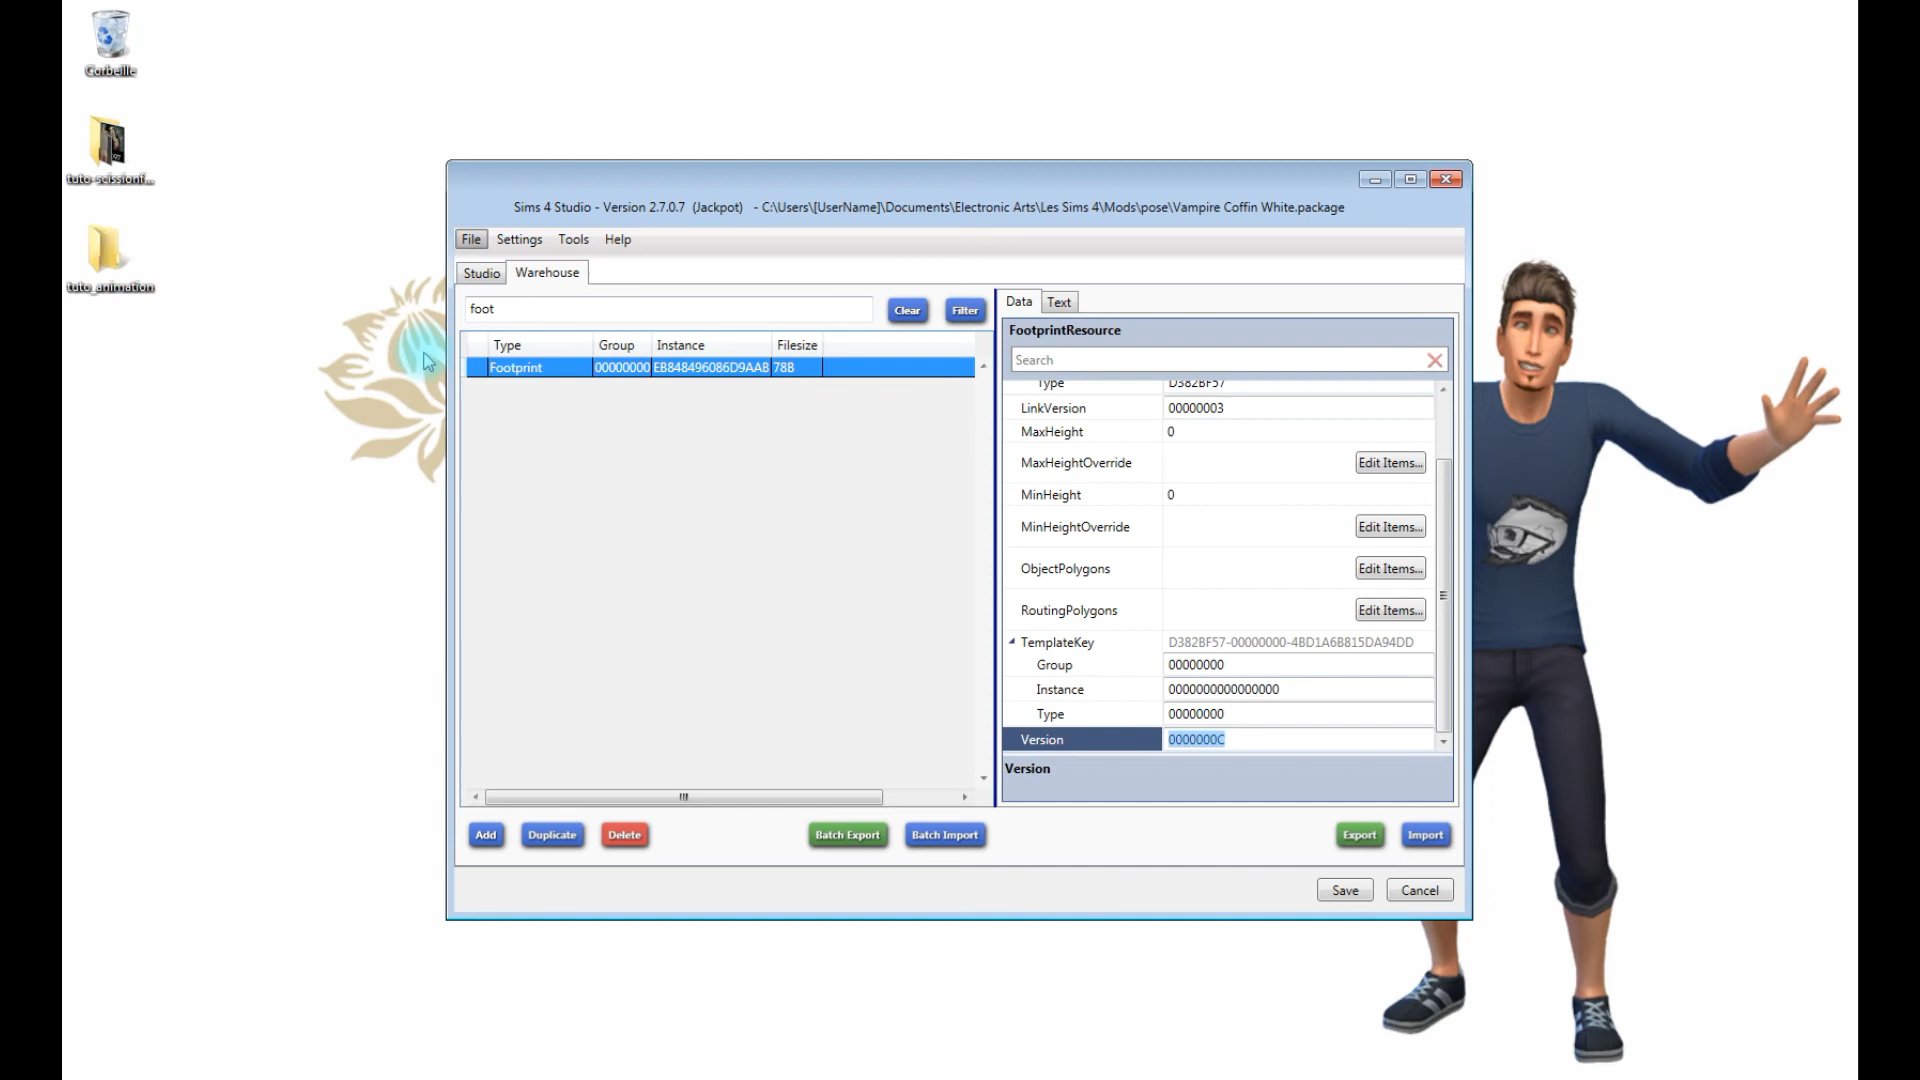 Corbeille
tuto-scissionf...
tuto_animation
Sims 4 Studio - Version 2.7.0.7 (Jackpot) - C:\Users\[UserName]\Documents\Electronic Arts\Les Sims 4\Mods\pose\Vampire Coffin White.package
File Settings Tools Help
Studio Warehouse
foot
Clear Filter
Type Group Instance Filesize
Footprint 00000000 EB848496086D9AAB 78B
Add Duplicate Delete Batch Export Batch Import
Data Text
FootprintResource
Search
Type D382BF57
LinkVersion 00000003
MaxHeight 0
MaxHeightOverride Edit Items...
MinHeight 0
MinHeightOverride Edit Items...
ObjectPolygons Edit Items...
RoutingPolygons Edit Items...
TemplateKey D382BF57-00000000-4BD1A6B815DA94DD
Group 00000000
Instance 0000000000000000
Type 00000000
Version 0000000C
Version
Export Import
Save Cancel